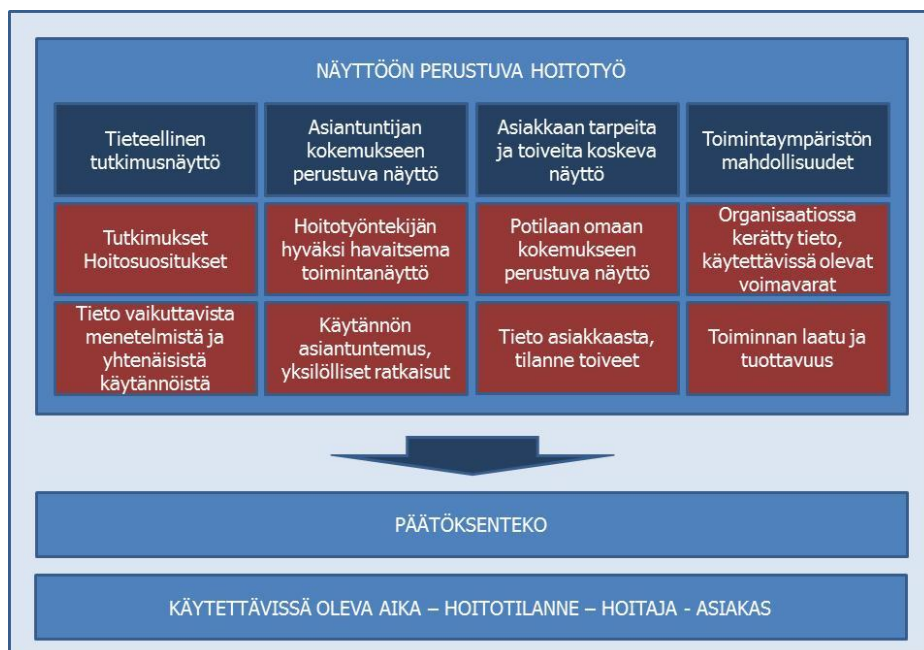 NÄYTTÖÖN PERUSTUVA HOITOTYÖ
Tieteellinen
tutkimusnäyttö
Asiantuntijan
kokemukseen
perustuva näyttö
Asiakkaan tarpeita
ja toiveita koskeva
näyttö
Toimintaympäristön
mahdollisuudet
Tutkimukset
Hoitosuositukset
Hoitotyöntekijän
hyväksi havaitsema
toimintanäyttö
Potilaan omaan
kokemukseen
perustuva näyttö
Organisaatiossa
kerätty tieto,
käytettävissä olevat
voimavarat
Tieto vaikuttavista
menetelmistä ja
yhtenäisistä
käytännöistä
Käytännön
asiantuntemus,
yksilölliset ratkaisut
Tieto asiakkaasta,
tilanne toiveet
Toiminnan laatu ja
tuottavuus
PÄÄTÖKSENTEKO
KÄYTETTÄVISSÄ OLEVA AIKA – HOITOTILANNE – HOITAJA - ASIAKAS